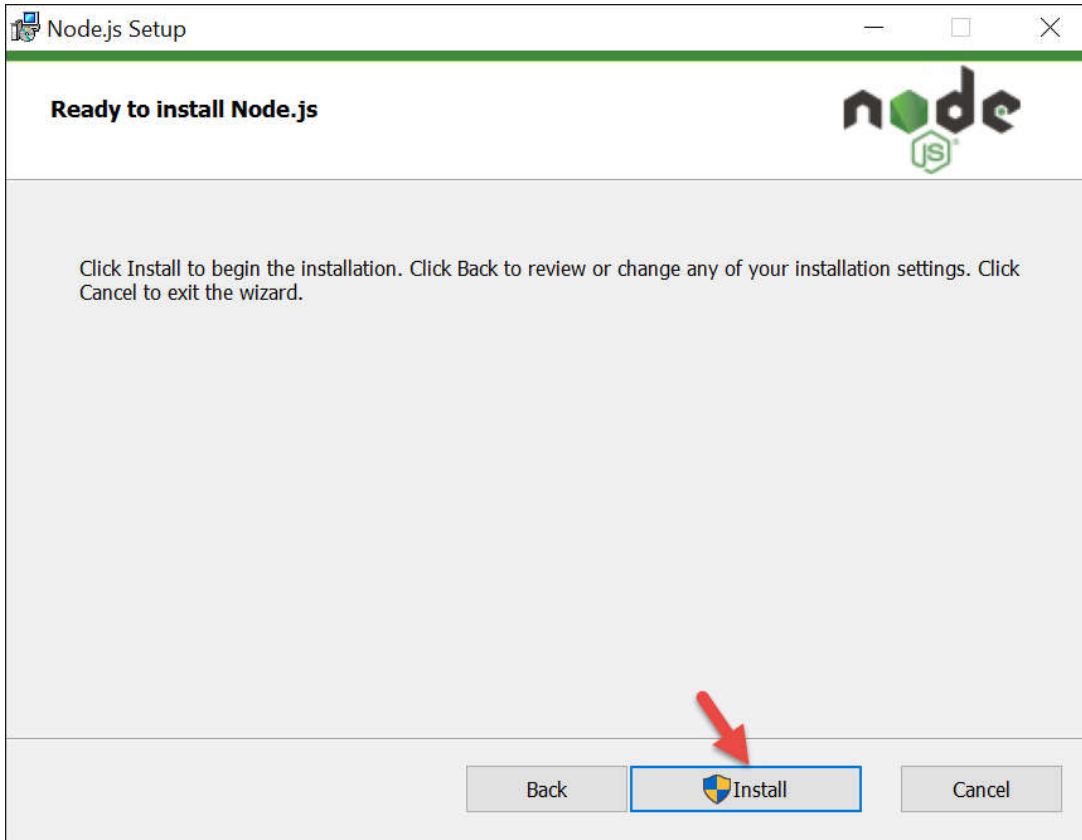 Node.js Setup
Ready to install Node.js
node
JS
Click Install to begin the installation. Click Back to review or change any of your installation settings. Click
Cancel to exit the wizard.
Back
Install
Cancel